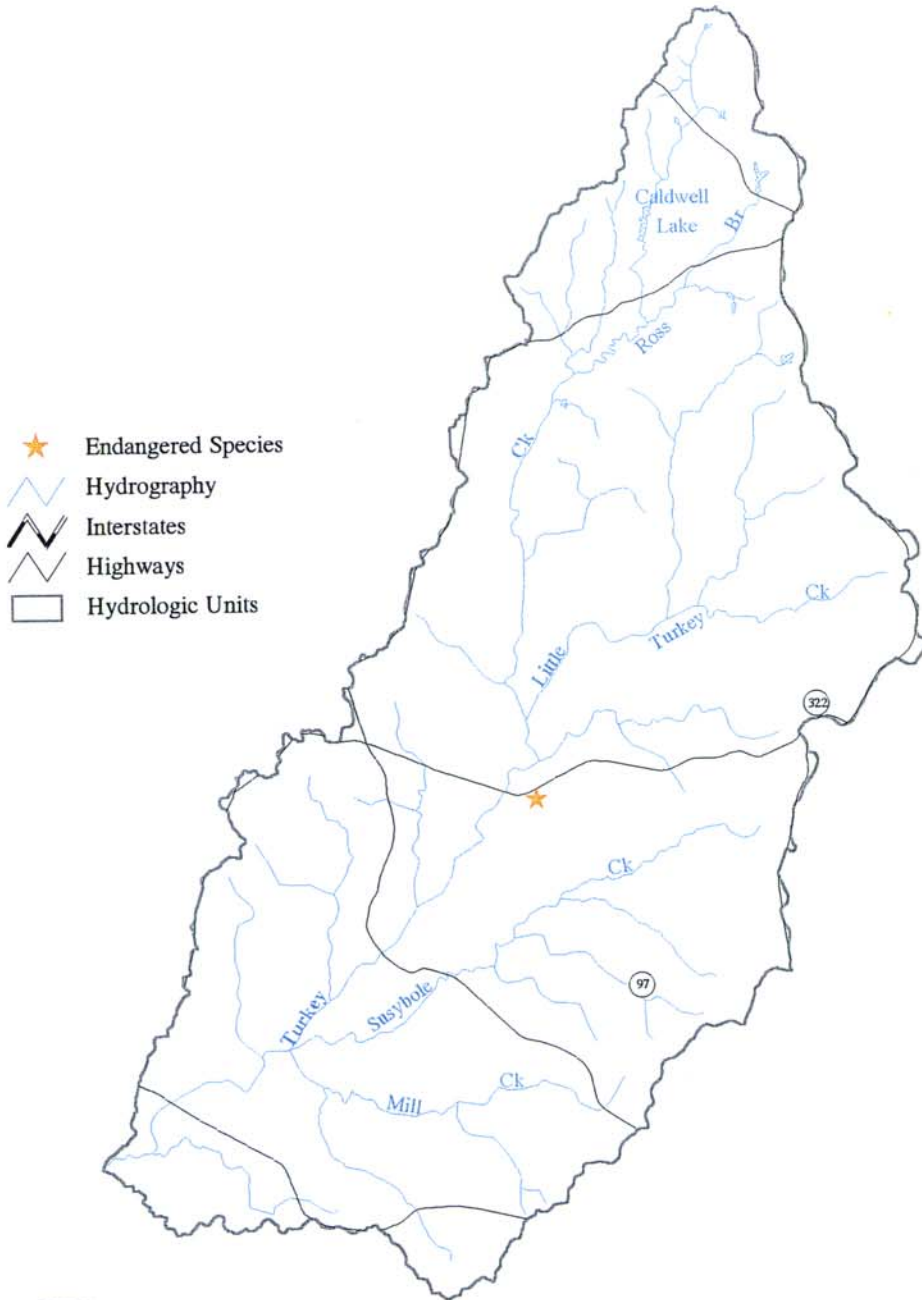 Caldwell
Lake
Br
Ross
Ck
Endangered Species
Hydrography
Interstates
Highways
Hydrologic Units
Ck
Turkey
Little
322
Ck
97
Susybole
Turkey
Ck
Mill